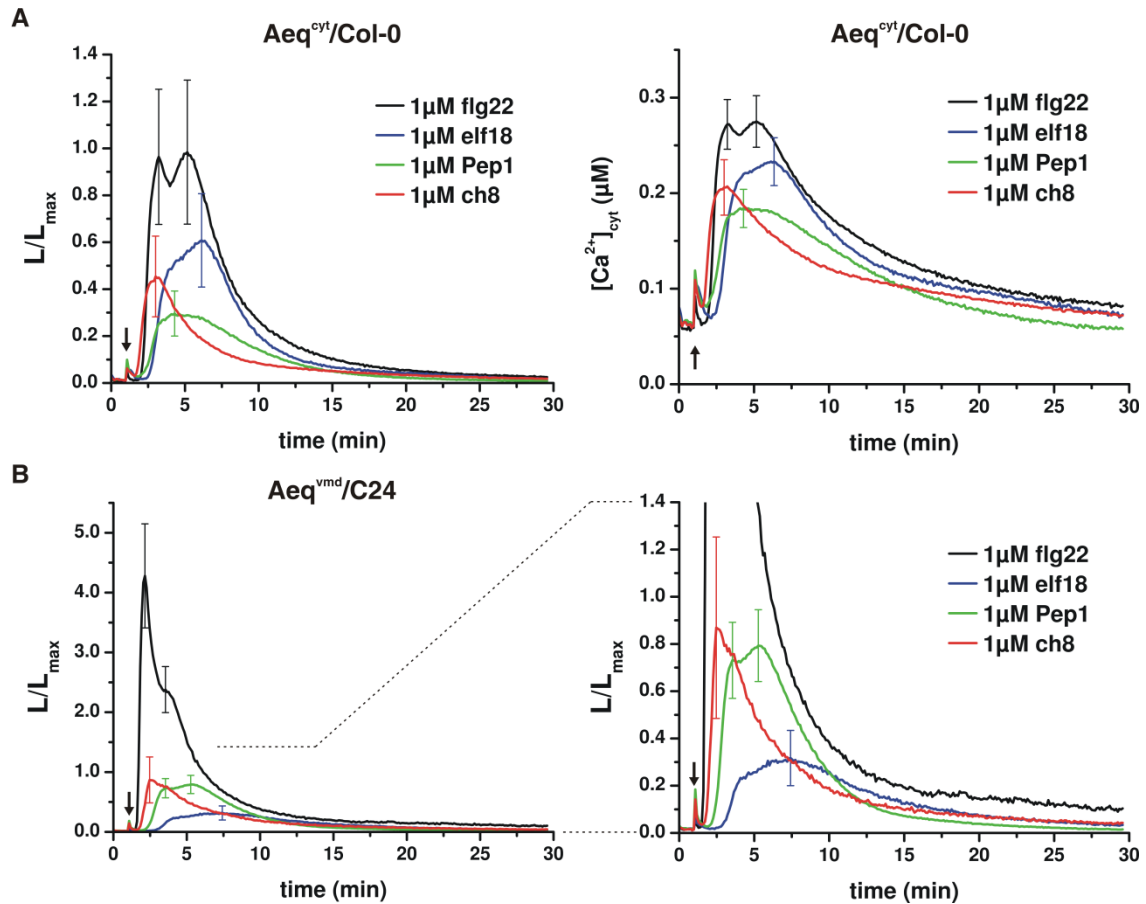 A
Aeq^cyt/Col-0
1.4
1.2
1.0
0.8
0.6
0.4
0.2
0.0
L/L_max
1µM flg22
1µM elf18
1µM Pep1
1µM ch8
0 5 10 15 20 25 30
time (min)
Aeq^cyt/Col-0
0.3
0.2
0.1
0.0
[Ca^2+]_cyt (µM)
1µM flg22
1µM elf18
1µM Pep1
1µM ch8
0 5 10 15 20 25 30
time (min)
B
Aeq^vmd/C24
5.0
4.0
3.0
2.0
1.0
0.0
L/L_max
0 5 10 15 20 25 30
time (min)
1.4
1.2
1.0
0.8
0.6
0.4
0.2
0.0
L/L_max
1µM flg22
1µM elf18
1µM Pep1
1µM ch8
0 5 10 15 20 25 30
time (min)